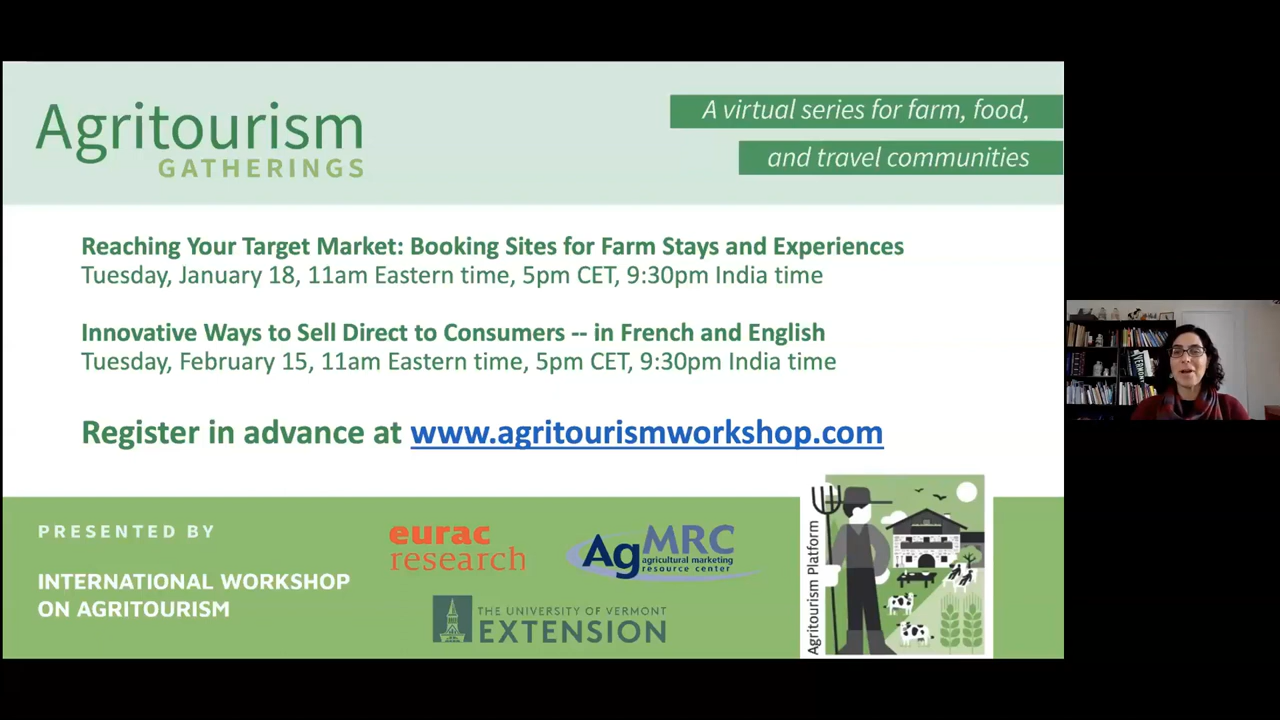 Agritourism
GATHERINGS
A virtual series for farm, food,
and travel communities
Reaching Your Target Market: Booking Sites for Farm Stays and Experiences
Tuesday, January 18, 11am Eastern time, 5pm CET, 9:30pm India time
Innovative Ways to Sell Direct to Consumers -- in French and English
Tuesday, February 15, 11am Eastern time, 5pm CET, 9:30pm India time
Register in advance at www.agritourismworkshop.com
PRESENTED BY
INTERNATIONAL WORKSHOP
ON AGRITOURISM
eurac
research
AgMRC
agricultural marketing
resource center
THE UNIVERSITY OF VERMONT
EXTENSION
Agritourism Platform
VERMONT